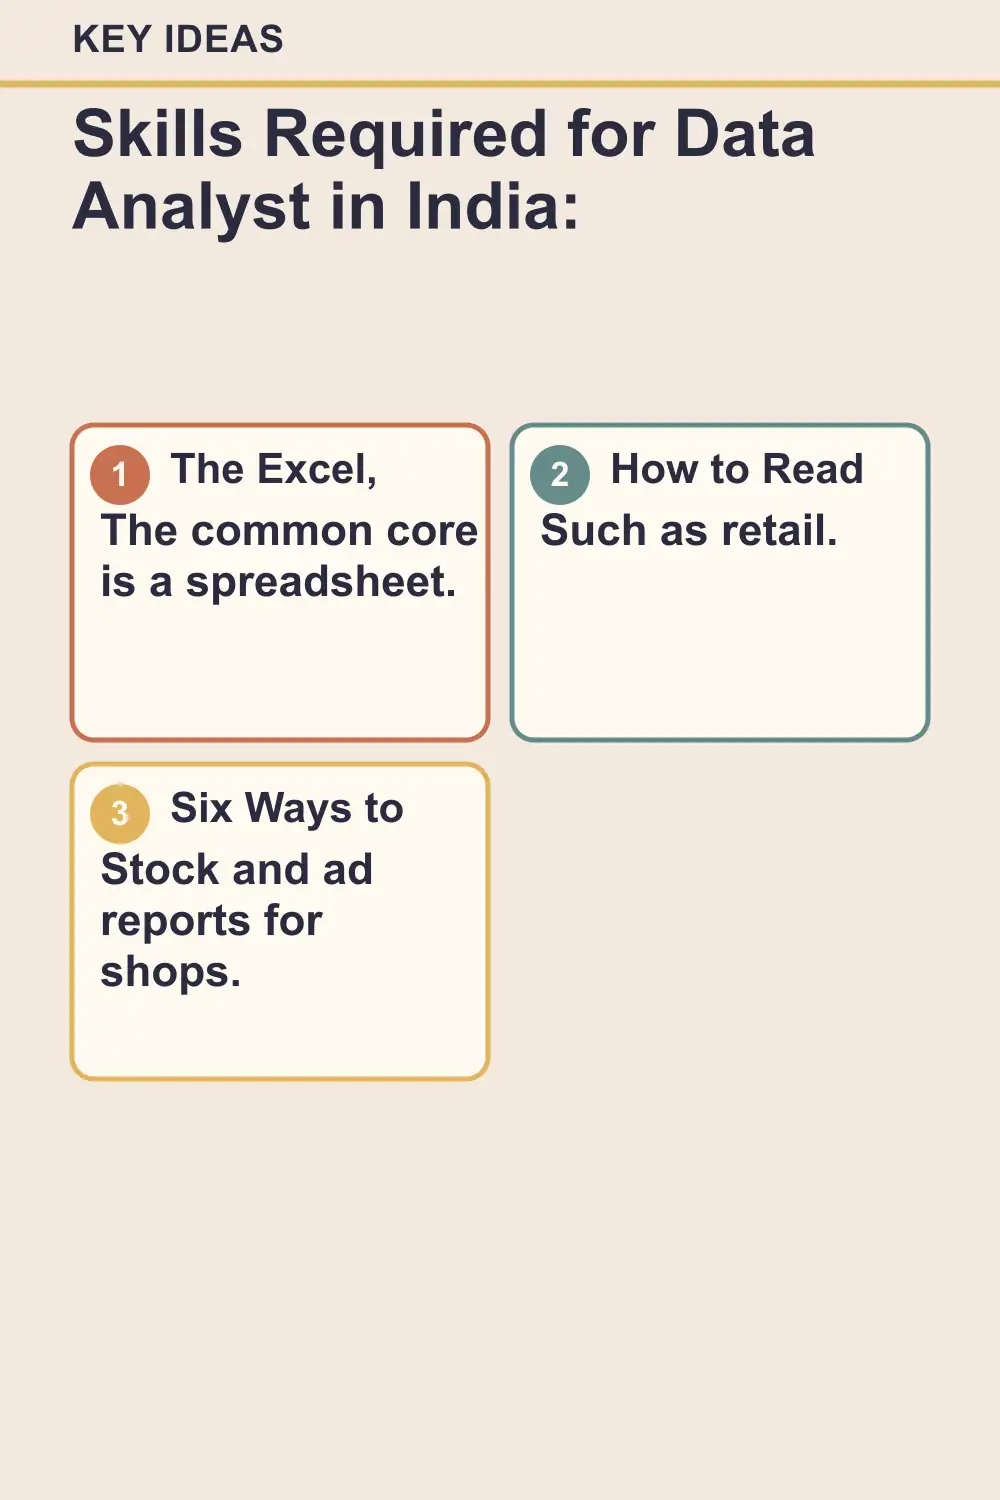 KEY IDEAS
Skills Required for Data
Analyst in India:
1 The Excel,
The common core
is a spreadsheet.
2 How to Read
Such as retail.
3 Six Ways to
Stock and ad
reports for
shops.